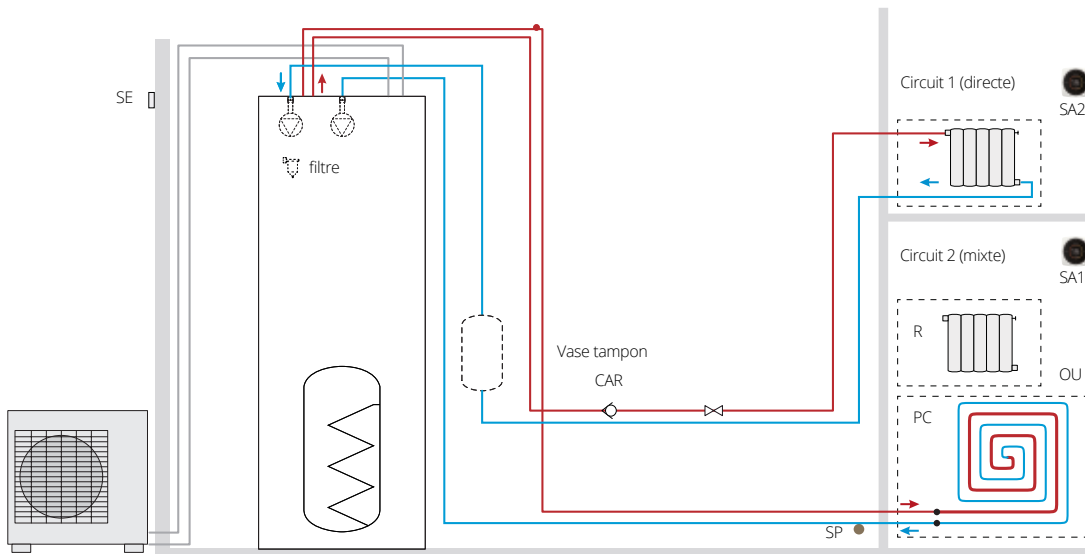 SE
filtre
Vase tampon
CAR
Circuit 1 (directe)
SA2
Circuit 2 (mixte)
SA1
R
OU
PC
SP